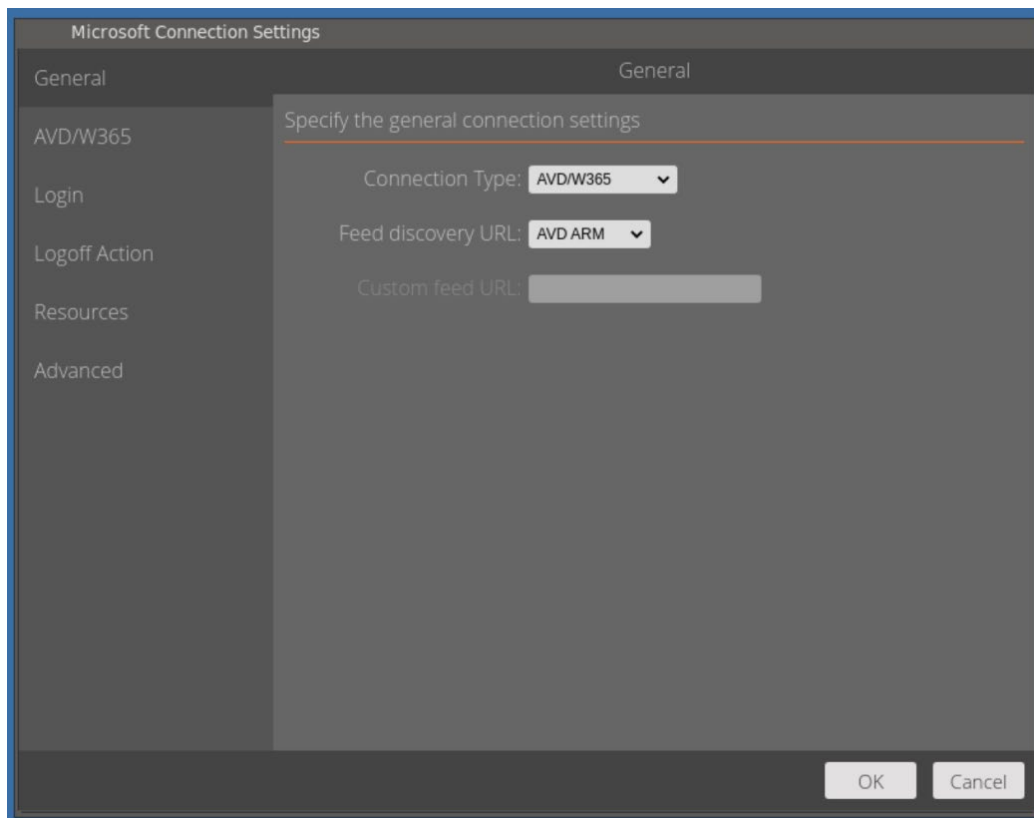 Microsoft Connection Settings
General
AVD/W365
Login
Logoff Action
Resources
Advanced
General
Specify the general connection settings
Connection Type: AVD/W365
Feed discovery URL: AVD ARM
Custom feed URL:
OK Cancel